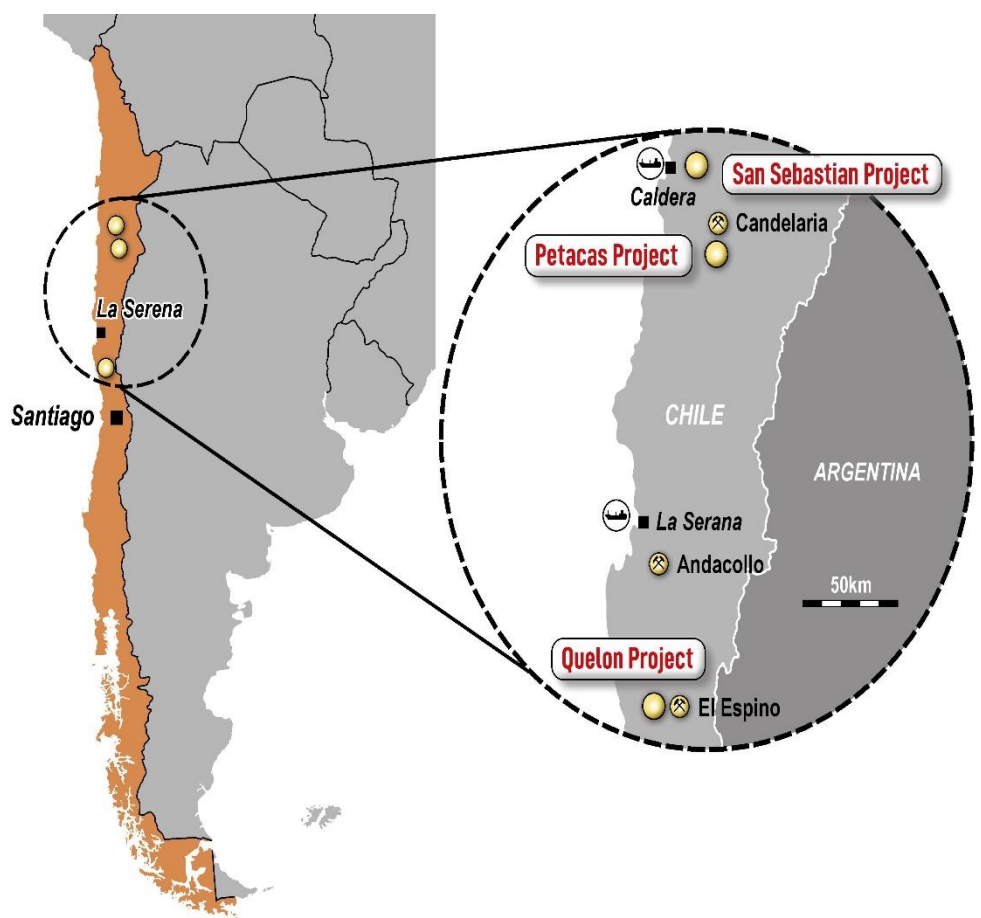 La Serena
Santiago
San Sebastian Project
Caldera
Candelaria
Petacas Project
CHILE
ARGENTINA
La Serana
Andacollo
50km
Quelon Project
El Espino